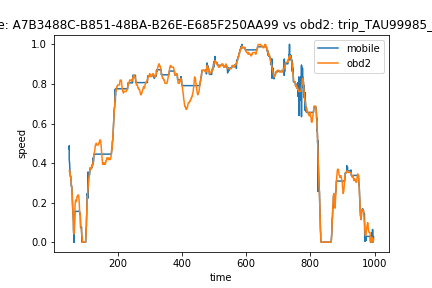 e: A7B3488C-B851-48BA-B26E-E685F250AA99 vs obd2: trip_TAU99985_
mobile
obd2
1.0
0.8
0.6
0.4
0.2
0.0
speed
200 400 600 800 1000
time